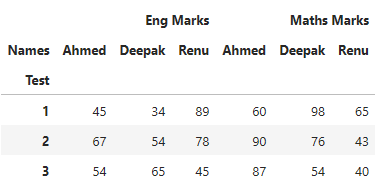 Eng Marks Maths Marks
Names Ahmed Deepak Renu Ahmed Deepak Renu
Test
1 45 34 89 60 98 65
2 67 54 78 90 76 43
3 54 65 45 87 54 40